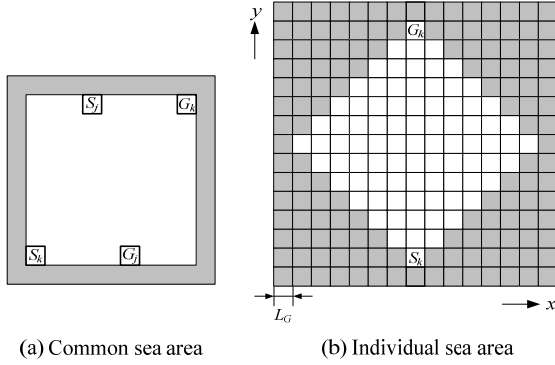 S_j G_k
S_k G_j
(a) Common sea area
y
G_k
S_k
x
L_G
(b) Individual sea area